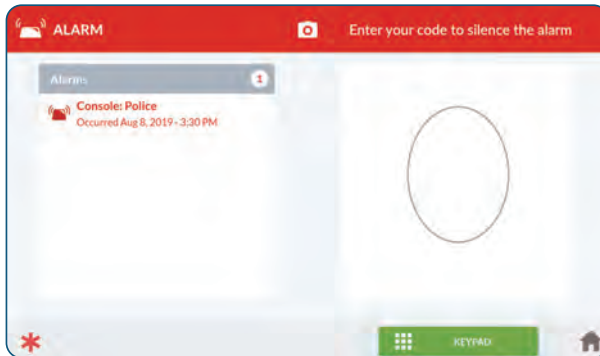 ALARM
Enter your code to silence the alarm
Alarms
1
Console: Police
Occurred Aug 8, 2019 - 3:30 PM
KEYPAD